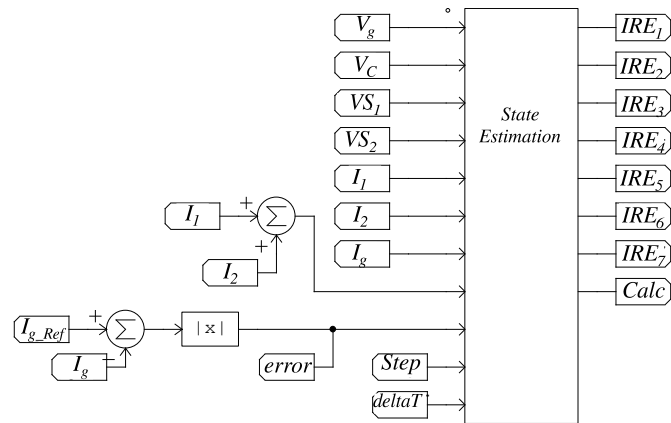 V_g
IRE_1
V_C
IRE_2
VS_1
IRE_3
State
Estimation
VS_2
IRE_4
I_1
IRE_5
I_1
+
Σ
I_2
IRE_6
+
I_2
I_g
IRE_7
Calc
I_g_Ref
+
Σ
|x|
−
I_g
error
Step
deltaT